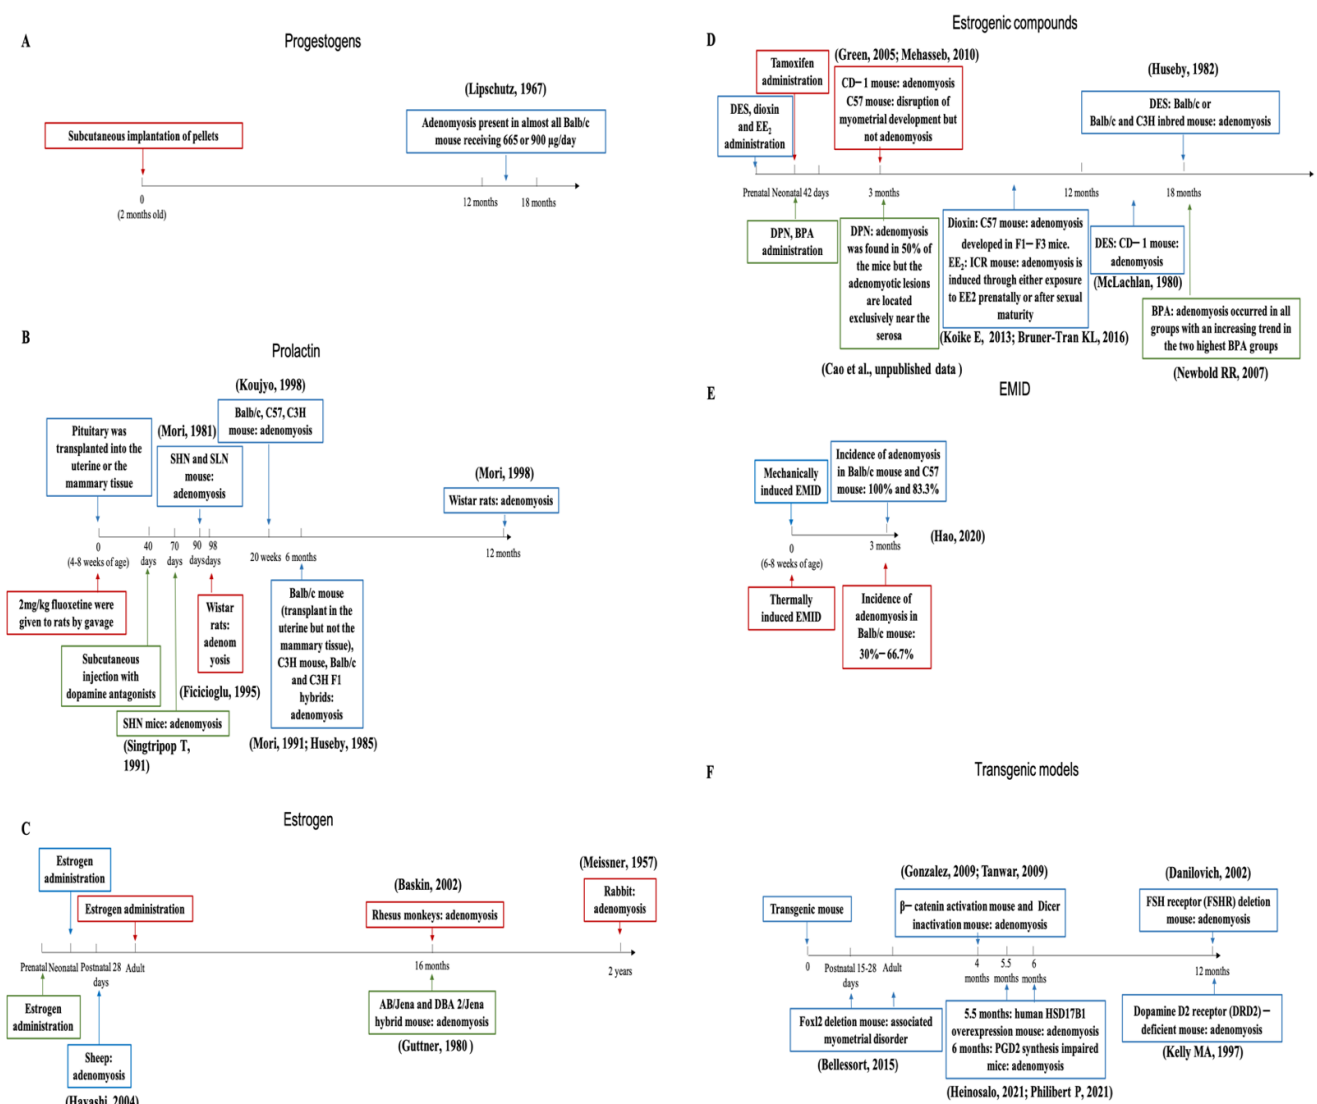 A
Progestogens
(Lipschutz, 1967)
Subcutaneous implantation of pellets
Adenomyosis present in almost all Balb/c
mouse receiving 665 or 900 µg/day
0
(2 months old)
12 months
18 months
B
Prolactin
(Koujyo, 1998)
Balb/c, C57, C3H
mouse: adenomyosis
Pituitary was
transplanted into the
uterine or the
mammary tissue
(Mori, 1981)
SHN and SLN
mouse:
adenomyosis
(Mori, 1998)
Wistar rats: adenomyosis
0
(4-8 weeks of age)
40
days
70
days
90
days
98
days
20 weeks
6 months
12 months
2mg/kg fluoxetine were
given to rats by gavage
Subcutaneous
injection with
dopamine antagonists
SHN mice: adenomyosis
(Singtripop T,
1991)
Wistar
rats:
adenom
yosis
(Ficicioglu, 1995)
Balb/c mouse
(transplant in the
uterine but not the
mammary tissue),
C3H mouse, Balb/c
and C3H F1
hybrids:
adenomyosis
(Mori, 1991; Huseby, 1985)
C
Estrogen
Estrogen
administration
Estrogen administration
(Baskin, 2002)
Rhesus monkeys: adenomyosis
(Meissner, 1957)
Rabbit:
adenomyosis
Prenatal
Neonatal
Postnatal 28
days
Adult
16 months
2 years
Estrogen
administration
Sheep:
adenomyosis
(Hayashi, 2004)
AB/Jena and DBA 2/Jena
hybrid mouse: adenomyosis
(Guttner, 1980 )
D
Estrogenic compounds
Tamoxifen
administration
(Green, 2005; Mehasseb, 2010)
CD−1 mouse: adenomyosis
C57 mouse: disruption of
myometrial development but
not adenomyosis
DES, dioxin
and EE2
administration
(Huseby, 1982)
DES: Balb/c or
Balb/c and C3H inbred mouse: adenomyosis
Prenatal
Neonatal
42 days
3 months
12 months
18 months
DPN, BPA
administration
DPN: adenomyosis
was found in 50% of
the mice but the
adenomyotic lesions
are located
exclusively near the
serosa
(Cao et al., unpublished data )
Dioxin: C57 mouse: adenomyosis
developed in F1−F3 mice.
EE2: ICR mouse: adenomyosis is
induced through either exposure
to EE2 prenatally or after sexual
maturity
(Koike E, 2013; Bruner-Tran KL, 2016)
DES: CD−1 mouse:
adenomyosis
(McLachlan, 1980)
BPA: adenomyosis occurred in all
groups with an increasing trend in
the two highest BPA groups
(Newbold RR, 2007)
E
EMID
Mechanically
induced EMID
Incidence of adenomyosis
in Balb/c mouse and C57
mouse: 100% and 83.3%
(Hao, 2020)
0
(6-8 weeks of age)
3 months
Thermally
induced EMID
Incidence of
adenomyosis in
Balb/c mouse:
30%−66.7%
F
Transgenic models
Transgenic mouse
(Gonzalez, 2009; Tanwar, 2009)
β−catenin activation mouse and Dicer
inactivation mouse: adenomyosis
(Danilovich, 2002)
FSH receptor (FSHR) deletion
mouse: adenomyosis
0
Postnatal 15-28
days
Adult
4
months
5.5
months
6
months
12 months
Foxl2 deletion mouse: associated
myometrial disorder
(Bellessort, 2015)
5.5 months: human HSD17B1
overexpression mouse: adenomyosis
6 months: PGD2 synthesis impaired
mice: adenomyosis
(Heinosalo, 2021; Philibert P, 2021)
Dopamine D2 receptor (DRD2)−
deficient mouse: adenomyosis
(Kelly MA, 1997)